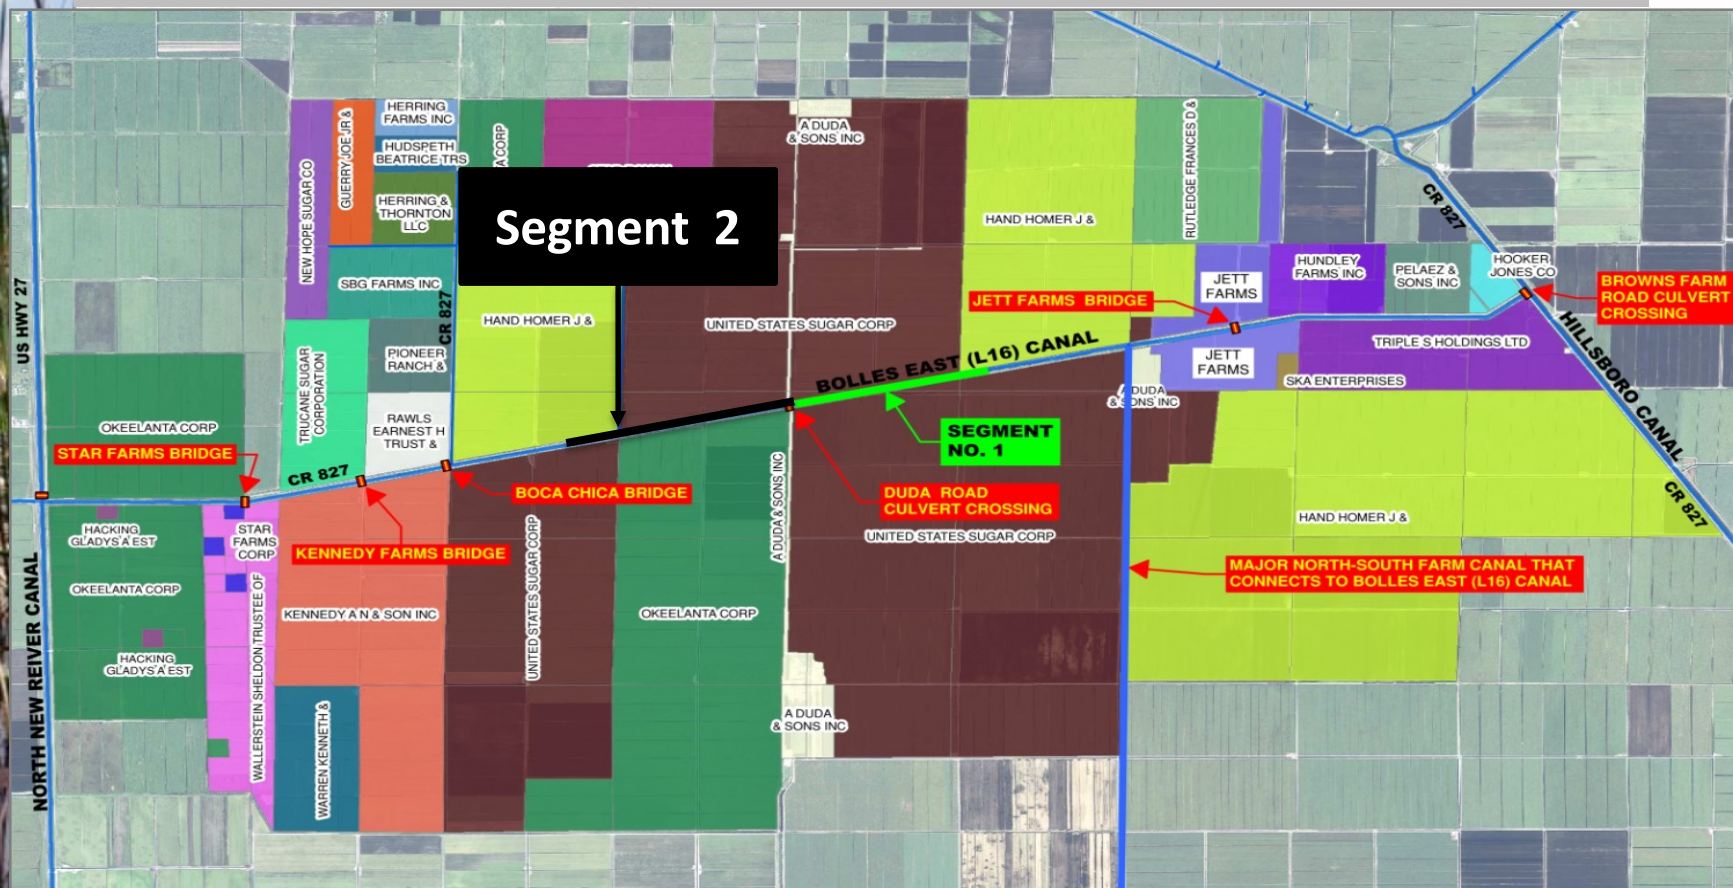 HERRING
FARMS INC
HUDSPETH
BEATRICE TRS
HERRING &
THORNTON
LLC
NEW HOPE SUGAR CO
GUERRY JOE JR &
A CORP
A DUDA
& SONS INC
HAND HOMER J &
RUTLEDGE FRANCES D &
CR 827
Segment 2
SBG FARMS INC
CR 827
HAND HOMER J &
UNITED STATES SUGAR CORP
JETT FARMS BRIDGE
JETT
FARMS
HUNDLEY
FARMS INC
PELAEZ &
SONS INC
HOOKER
JONES CO
BROWNS FARM
ROAD CULVERT
CROSSING
US HWY 27
TRUCANE SUGAR
CORPORATION
PIONEER
RANCH &
BOLLES EAST (L16) CANAL
JETT
FARMS
TRIPLE S HOLDINGS LTD
SKA ENTERPRISES
HILLSBORO CANAL
A DUDA
& SONS INC
OKEELANTA CORP
RAWLS
EARNEST H
TRUST &
SEGMENT
NO. 1
STAR FARMS BRIDGE
CR 827
BOCA CHICA BRIDGE
DUDA ROAD
CULVERT CROSSING
CR 827
HACKING
GLADYS A EST
STAR
FARMS
CORP
KENNEDY FARMS BRIDGE
UNITED STATES SUGAR CORP
A DUDA & SONS INC
UNITED STATES SUGAR CORP
HAND HOMER J &
MAJOR NORTH-SOUTH FARM CANAL THAT
CONNECTS TO BOLLES EAST (L16) CANAL
NORTH NEW REIVER CANAL
OKEELANTA CORP
WALLERSTEIN SHELDON TRUSTEE OF
KENNEDY A N & SON INC
OKEELANTA CORP
HACKING
GLADYS A EST
WARREN KENNETH &
A DUDA
& SONS INC